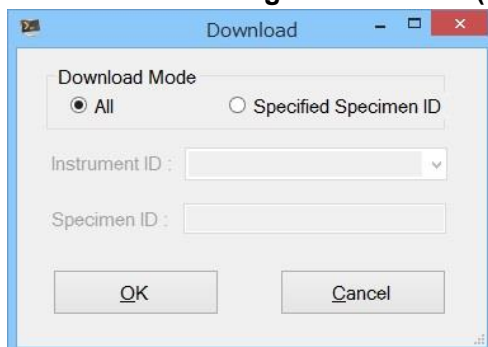 Download
Download Mode
All Specified Specimen ID
Instrument ID :
Specimen ID :
OK Cancel